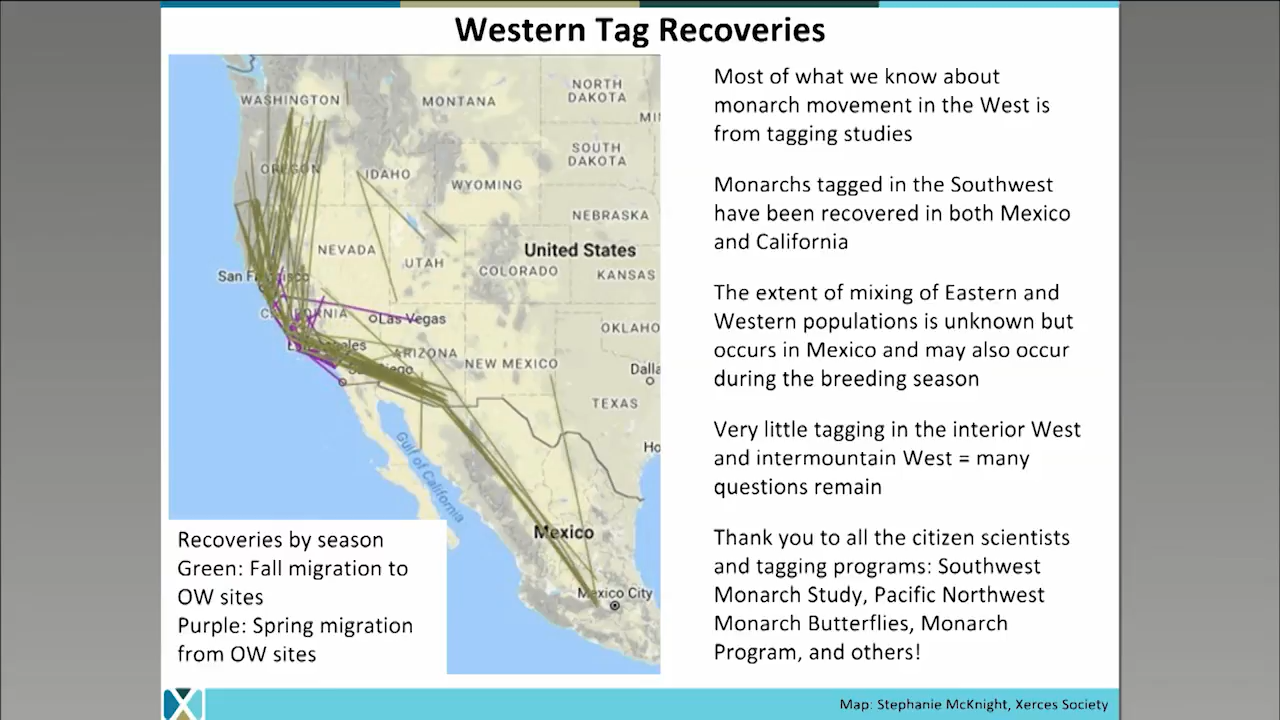 Western Tag Recoveries
WASHINGTON
MONTANA
NORTH
DAKOTA
OREGON
IDAHO
SOUTH
DAKOTA
WYOMING
NEBRASKA
NEVADA
UTAH
United States
COLORADO
KANSAS
Las Vegas
OKLAHO
ARIZONA
NEW MEXICO
Dalla
TEXAS
Ho
Gulf of California
Mexico
Mexico City
Recoveries by season
Green: Fall migration to
OW sites
Purple: Spring migration
from OW sites
Most of what we know about
monarch movement in the West is
from tagging studies
Monarchs tagged in the Southwest
have been recovered in both Mexico
and California
The extent of mixing of Eastern and
Western populations is unknown but
occurs in Mexico and may also occur
during the breeding season
Very little tagging in the interior West
and intermountain West = many
questions remain
Thank you to all the citizen scientists
and tagging programs: Southwest
Monarch Study, Pacific Northwest
Monarch Butterflies, Monarch
Program, and others!
Map: Stephanie McKnight, Xerces Society